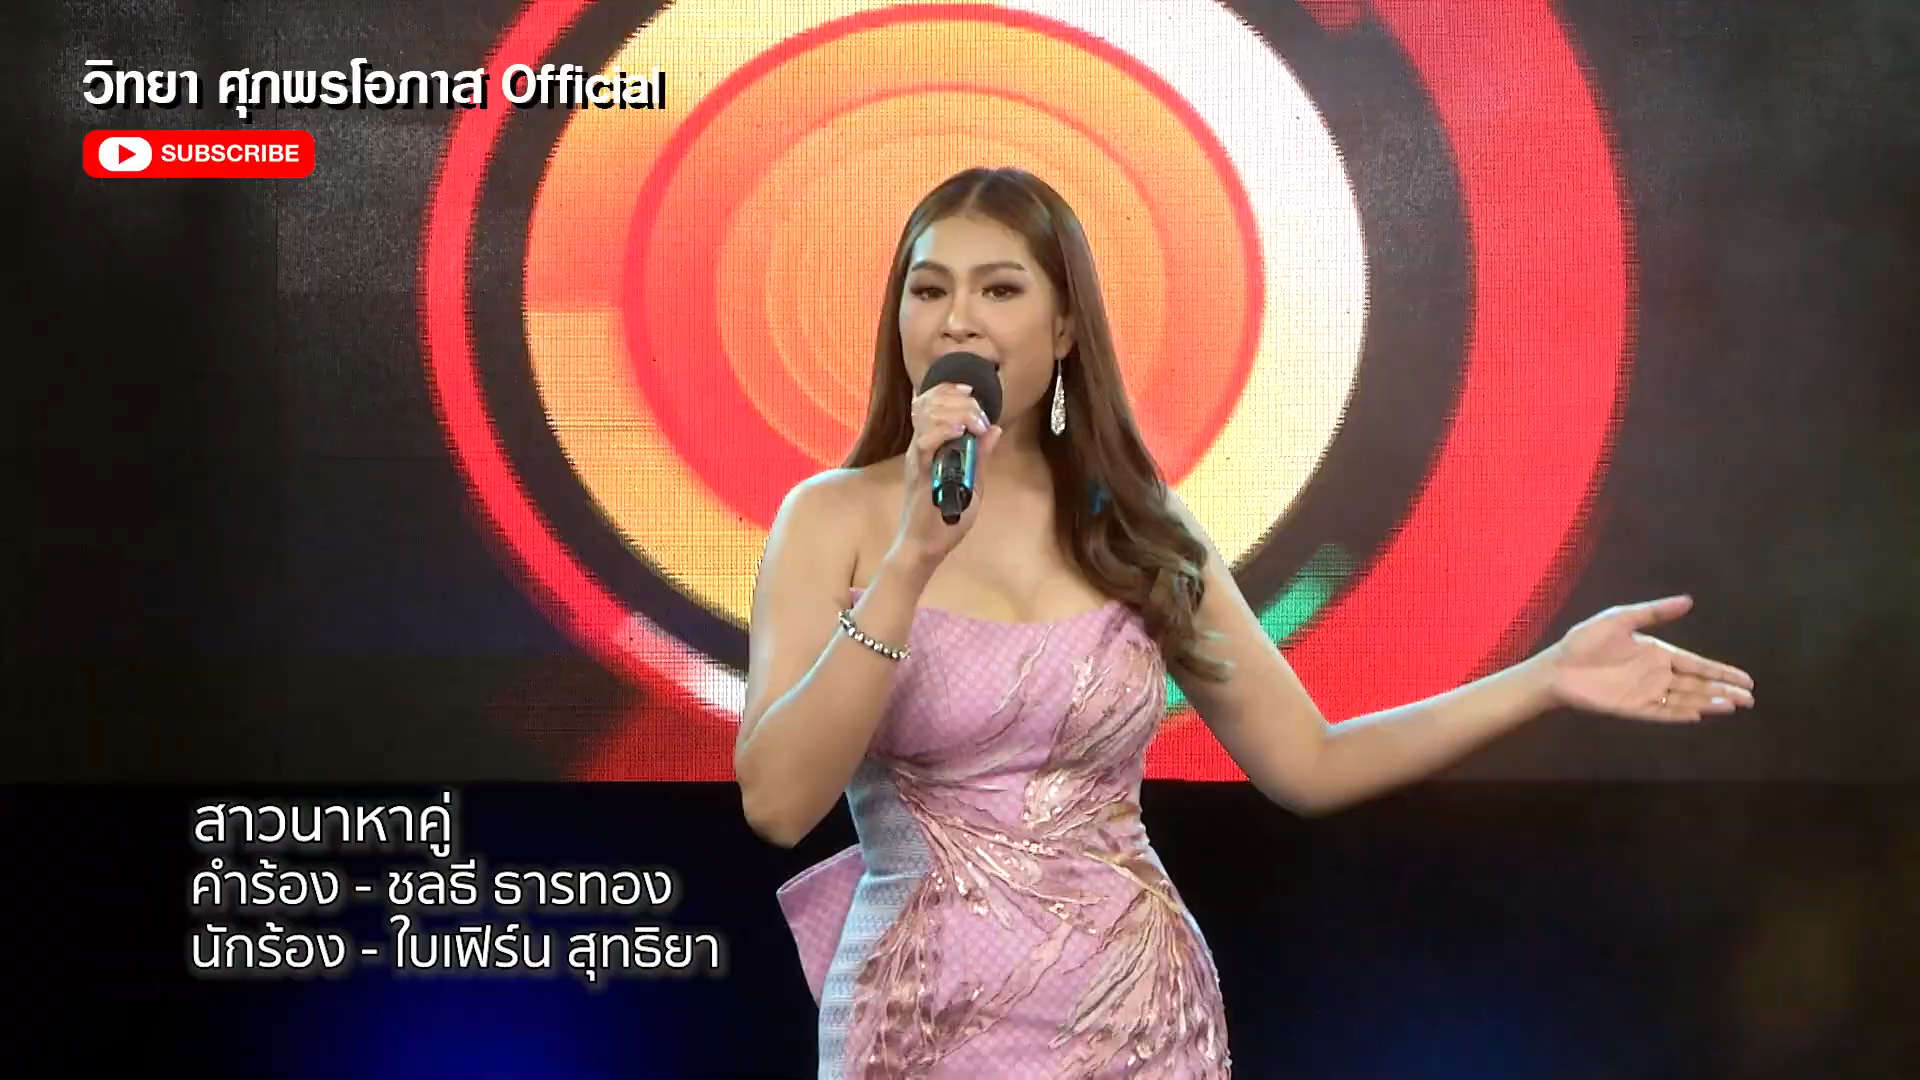 วิทยา ศุภพรโอภาส Official
SUBSCRIBE
สาวนาหาคู่
คำร้อง - ชลธี ธารทอง
นักร้อง - ใบเฟิร์น สุทธิยา